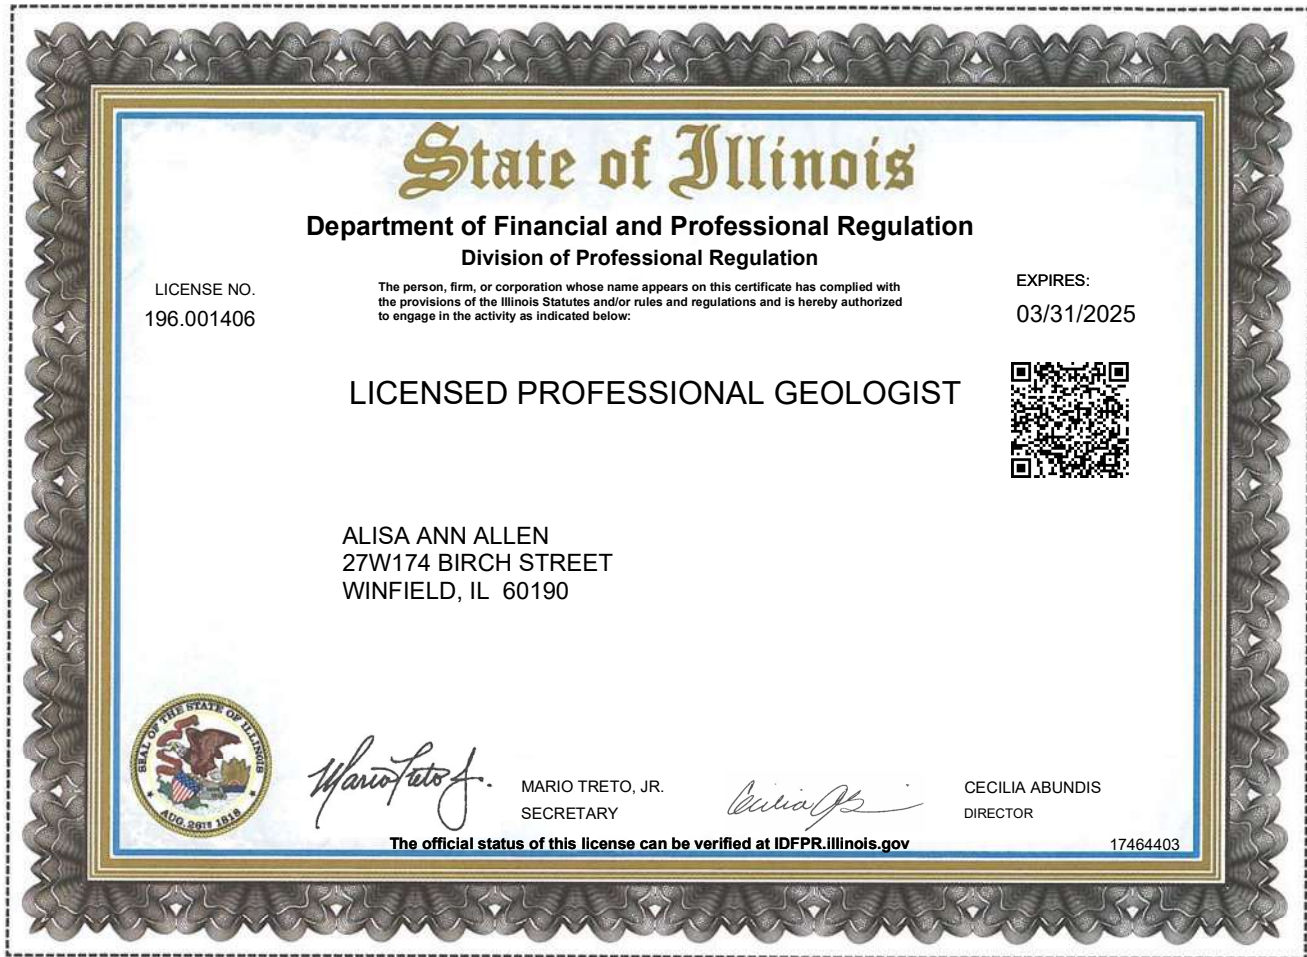 State of Illinois
Department of Financial and Professional Regulation
Division of Professional Regulation
LICENSE NO.
196.001406
The person, firm, or corporation whose name appears on this certificate has complied with
the provisions of the Illinois Statutes and/or rules and regulations and is hereby authorized
to engage in the activity as indicated below:
EXPIRES:
03/31/2025
LICENSED PROFESSIONAL GEOLOGIST
ALISA ANN ALLEN
27W174 BIRCH STREET
WINFIELD, IL  60190
SEAL OF THE STATE OF ILLINOIS
AUG. 26TH 1818
Mario Treto Jr.
MARIO TRETO, JR.
SECRETARY
CECILIA ABUNDIS
DIRECTOR
The official status of this license can be verified at IDFPR.illinois.gov
17464403